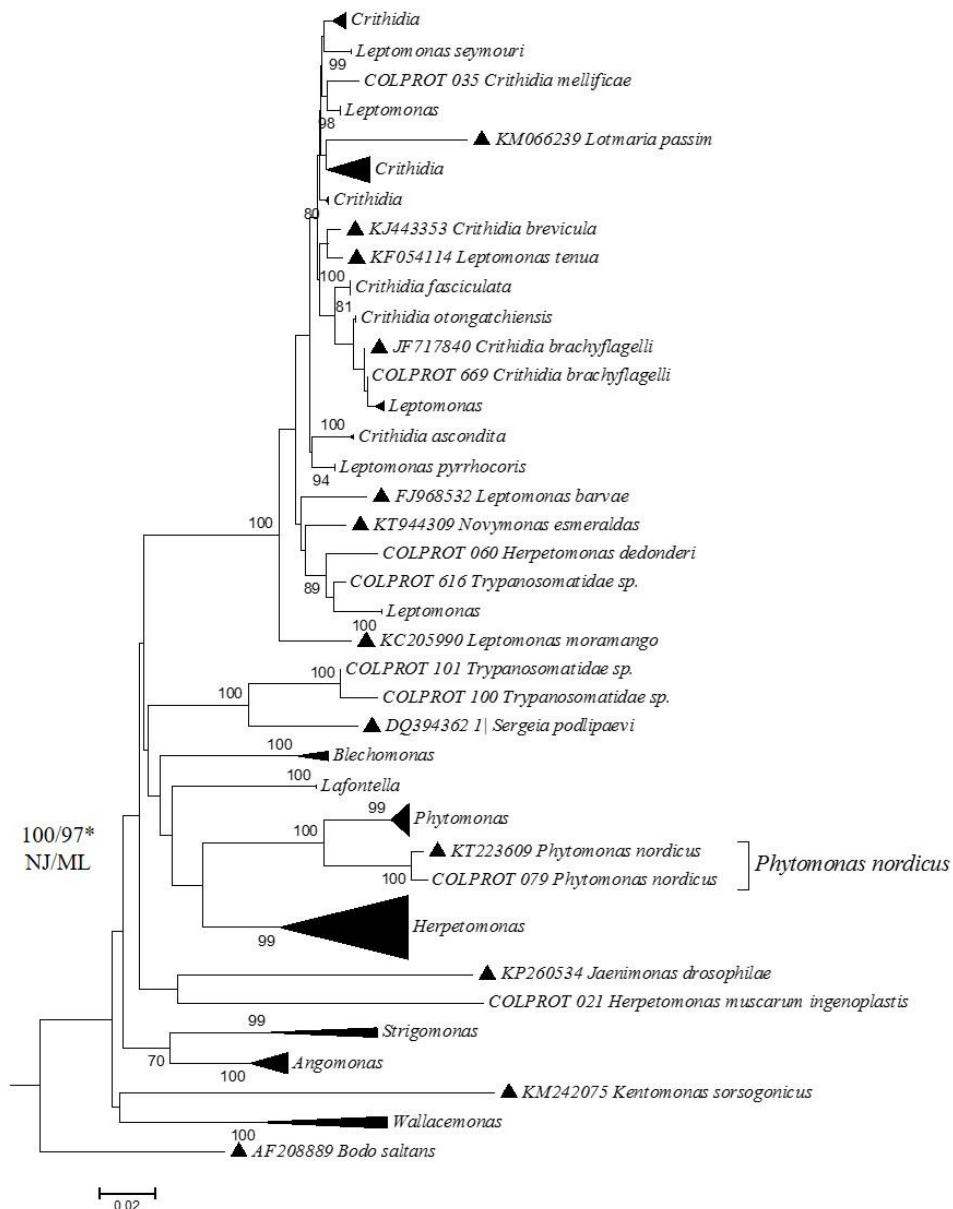 Crithidia
Leptomonas seymouri
99
COLPROT 035 Crithidia mellificae
Leptomonas
98
KM066239 Lotmaria passim
Crithidia
Crithidia
80
KJ443353 Crithidia brevicula
KF054114 Leptomonas tenua
100
Crithidia fasciculata
81
Crithidia otongatchiensis
JF717840 Crithidia brachyflagelli
COLPROT 669 Crithidia brachyflagelli
Leptomonas
100
Crithidia ascondita
Leptomonas pyrrhocoris
94
FJ968532 Leptomonas barvae
100
KT944309 Novymonas esmeraldas
COLPROT 060 Herpetomonas dedonderi
89
COLPROT 616 Trypanosomatidae sp.
Leptomonas
100
KC205990 Leptomonas moramango
100
COLPROT 101 Trypanosomatidae sp.
100
COLPROT 100 Trypanosomatidae sp.
DQ394362 1| Sergeia podlipaevi
100
Blechomonas
100
Lafontella
99
Phytomonas
100/97*
NJ/ML
100
KT223609 Phytomonas nordicus
Phytomonas nordicus
100
COLPROT 079 Phytomonas nordicus
Herpetomonas
99
KP260534 Jaenimonas drosophilae
COLPROT 021 Herpetomonas muscarum ingenoplastis
99
Strigomonas
70
Angomonas
100
KM242075 Kentomonas sorsogonicus
Wallacemonas
100
AF208889 Bodo saltans
0.02